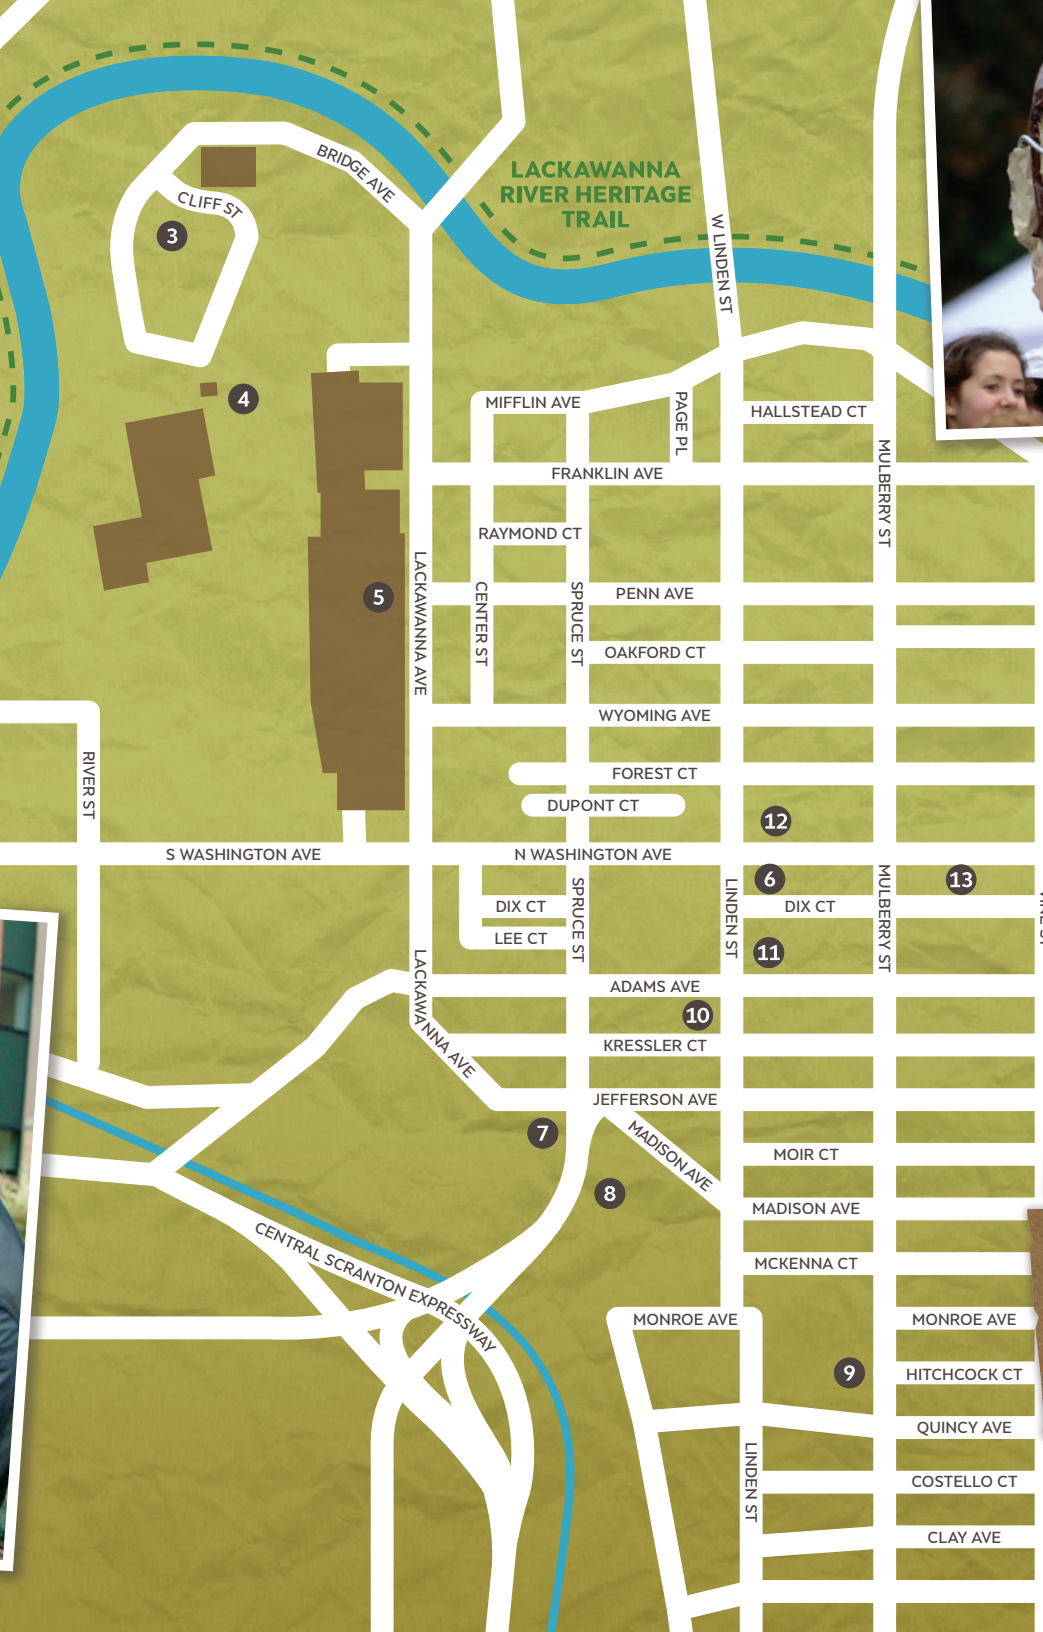 BRIDGE AVE
CLIFF ST
3
LACKAWANNA
RIVER HERITAGE
TRAIL
W LINDEN ST
4
MIFFLIN AVE
PAGE PL
HALLSTEAD CT
MULBERRY ST
FRANKLIN AVE
RAYMOND CT
LACKAWANNA AVE
CENTER ST
SPRUCE ST
5
PENN AVE
OAKFORD CT
WYOMING AVE
RIVER ST
FOREST CT
DUPONT CT
12
S WASHINGTON AVE
N WASHINGTON AVE
6
13
DIX CT
SPRUCE ST
LINDEN ST
DIX CT
MULBERRY ST
LEE CT
11
LACKAWANNA AVE
ADAMS AVE
10
KRESSLER CT
JEFFERSON AVE
7
MADISON AVE
MOIR CT
8
MADISON AVE
CENTRAL SCRANTON EXPRESSWAY
MCKENNA CT
MONROE AVE
MONROE AVE
9
HITCHCOCK CT
QUINCY AVE
LINDEN ST
COSTELLO CT
CLAY AVE